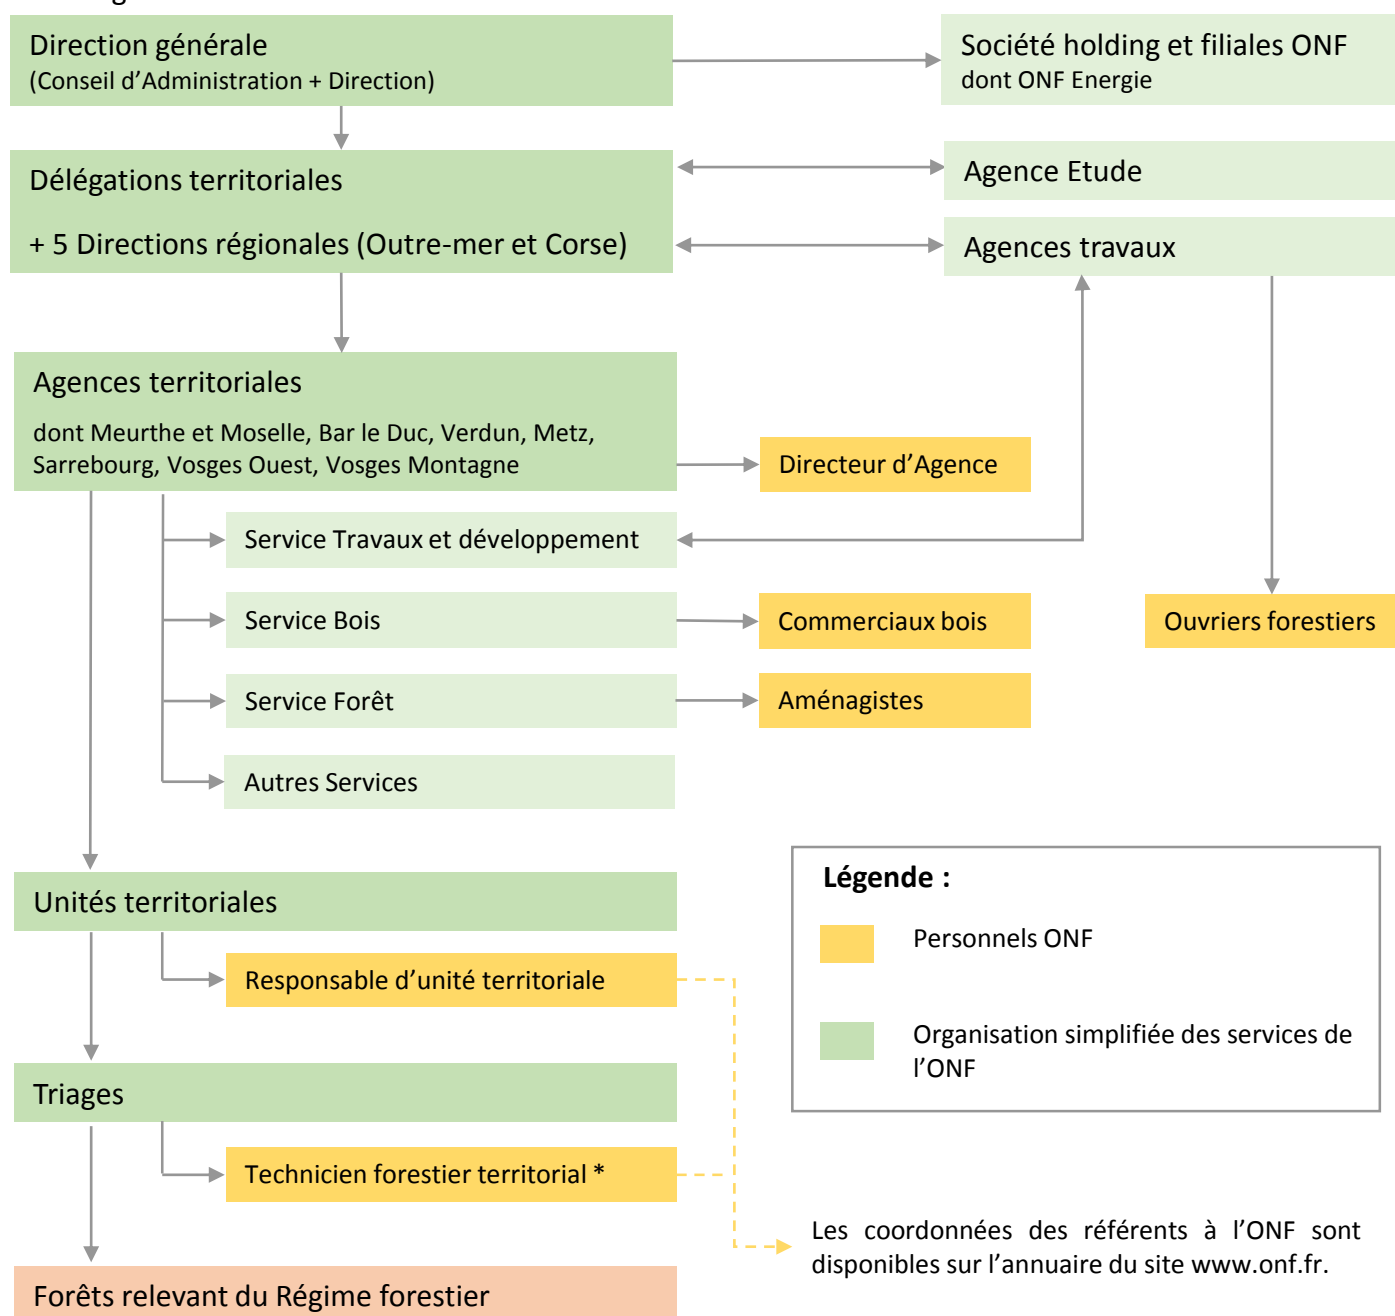 Direction générale
(Conseil d'Administration + Direction)
Société holding et filiales ONF
dont ONF Energie
Délégations territoriales
+ 5 Directions régionales (Outre-mer et Corse)
Agence Etude
Agences travaux
Agences territoriales
dont Meurthe et Moselle, Bar le Duc, Verdun, Metz,
Sarrebourg, Vosges Ouest, Vosges Montagne
Directeur d'Agence
Service Travaux et développement
Service Bois
Commerciaux bois
Ouvriers forestiers
Service Forêt
Aménagistes
Autres Services
Unités territoriales
Responsable d'unité territoriale
Triages
Technicien forestier territorial *
Forêts relevant du Régime forestier
Légende :
Personnels ONF
Organisation simplifiée des services de
l'ONF
Les coordonnées des référents à l'ONF sont
disponibles sur l'annuaire du site www.onf.fr.